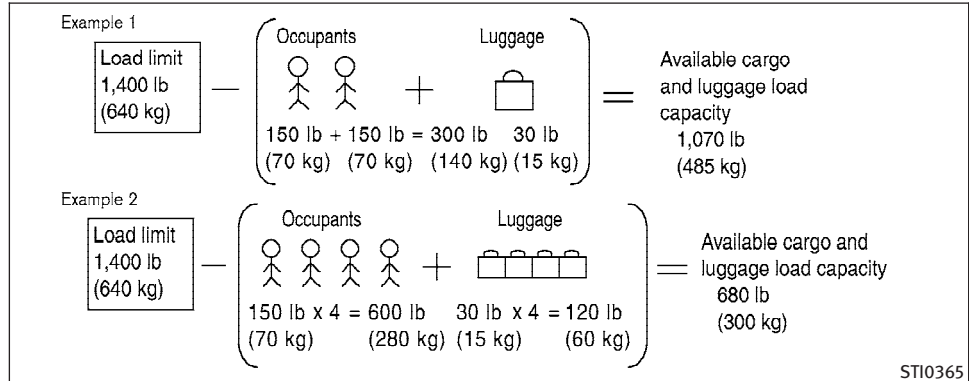 Example 1
Load limit
1,400 lb
(640 kg)
Occupants
Luggage
150 lb + 150 lb = 300 lb 30 lb
(70 kg) (70 kg) (140 kg) (15 kg)
Available cargo
and luggage load
capacity
1,070 lb
(485 kg)
Example 2
Load limit
1,400 lb
(640 kg)
Occupants
Luggage
150 lb x 4 = 600 lb 30 lb x 4 = 120 lb
(70 kg) (280 kg) (15 kg) (60 kg)
Available cargo and
luggage load capacity
680 lb
(300 kg)
STI0365